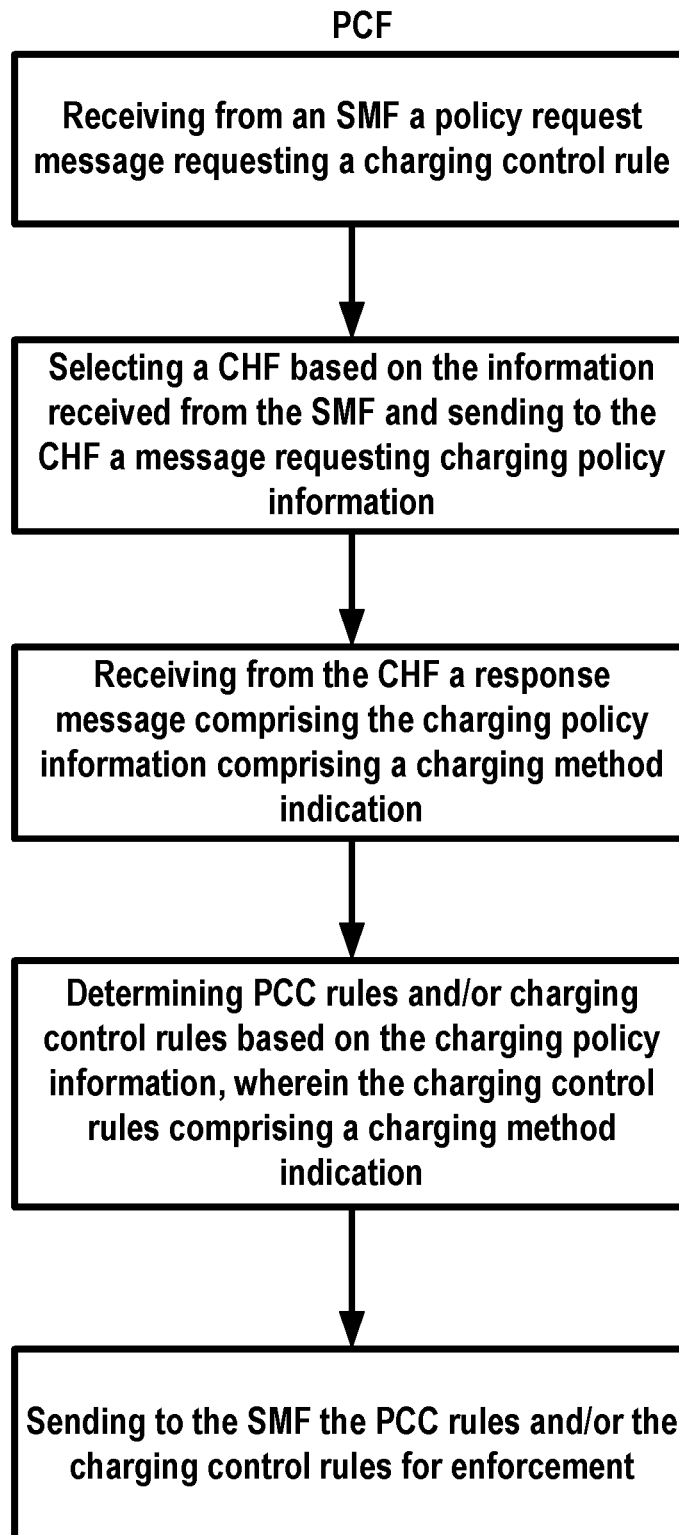 PCF
Receiving from an SMF a policy request
message requesting a charging control rule
Selecting a CHF based on the information
received from the SMF and sending to the
CHF a message requesting charging policy
information
Receiving from the CHF a response
message comprising the charging policy
information comprising a charging method
indication
Determining PCC rules and/or charging
control rules based on the charging policy
information, wherein the charging control
rules comprising a charging method
indication
Sending to the SMF the PCC rules and/or the
charging control rules for enforcement